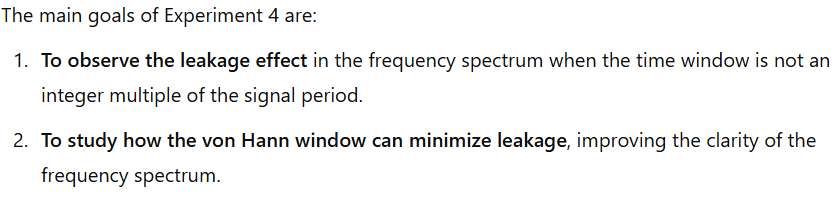 The main goals of Experiment 4 are:
1. To observe the leakage effect in the frequency spectrum when the time window is not an
integer multiple of the signal period.
2. To study how the von Hann window can minimize leakage, improving the clarity of the
frequency spectrum.